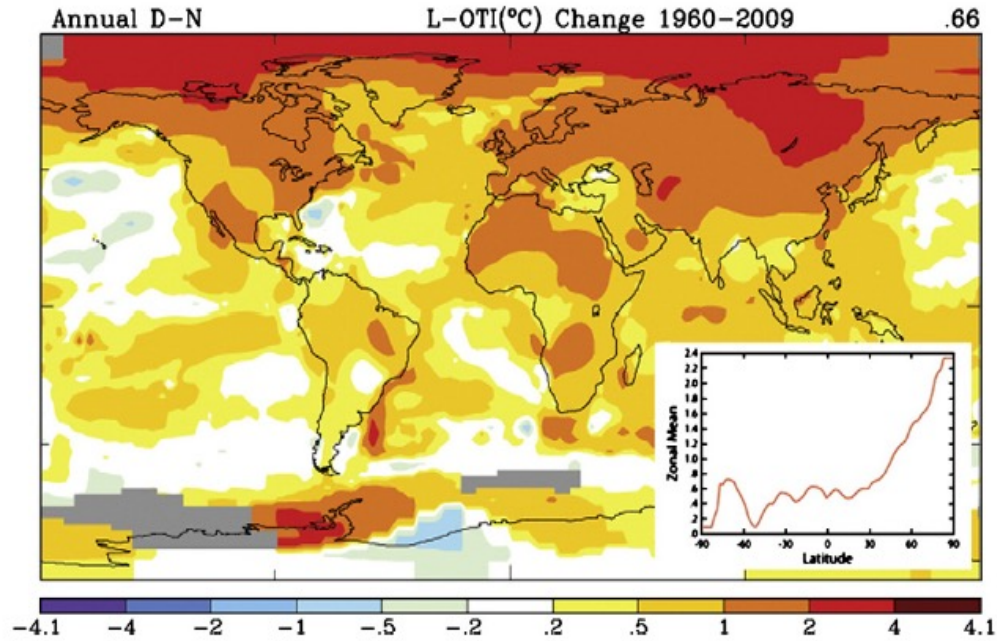 Annual D-N L-OTI(°C) Change 1960-2009 .66
2.4
2.2
2.0
1.8
1.6
1.4
1.2
1.0
.8
.6
.4
.2
0
Zonal Mean
-90 -60 -30 0 30 60 90
Latitude
-4.1 -4 -2 -1 -.5 -.2 .2 .5 1 2 4 4.1